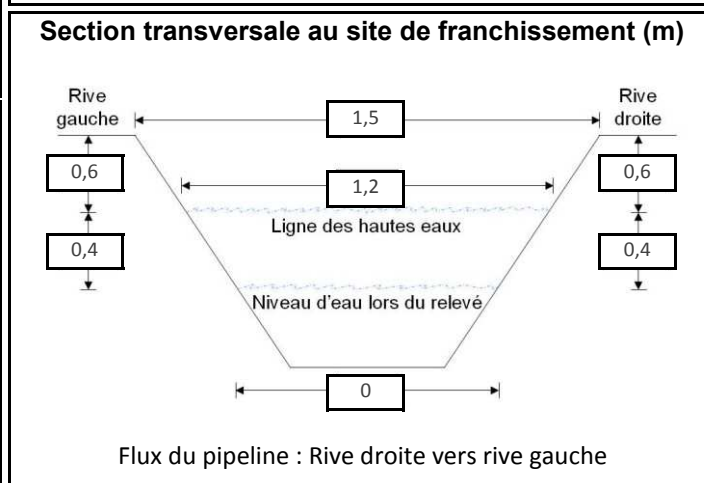 Section transversale au site de franchissement (m)
Rive
gauche
Rive
droite
1,5
0,6
0,6
1,2
Ligne des hautes eaux
0,4
0,4
Niveau d'eau lors du relevé
0
Flux du pipeline : Rive droite vers rive gauche